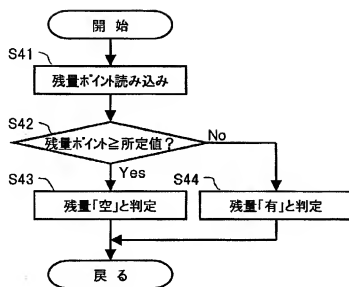 開始
S41
残量ポイント読み込み
S42
残量ポイント≧所定値？
No
Yes
S43
残量「空」と判定
S44
残量「有」と判定
戻る